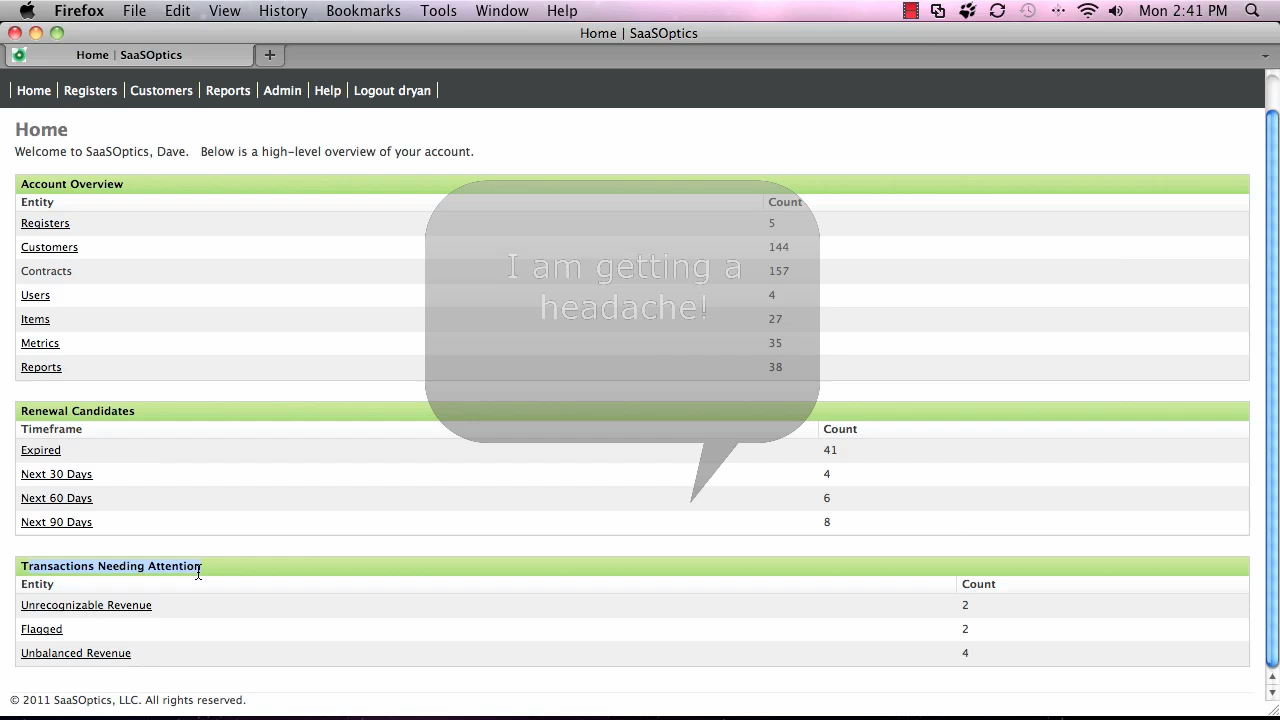 Firefox File Edit View History Bookmarks Tools Window Help Mon 2:41 PM
Home | SaaSOptics
Home | SaaSOptics
Home Registers Customers Reports Admin Help Logout dryan
Home
Welcome to SaaSOptics, Dave. Below is a high-level overview of your account.
Account Overview
Entity Count
Registers 5
Customers 144
Contracts 157
Users 4
Items 27
Metrics 35
Reports 38
I am getting a
headache!
Renewal Candidates
Timeframe Count
Expired 41
Next 30 Days 4
Next 60 Days 6
Next 90 Days 8
Transactions Needing Attention
Entity Count
Unrecognizable Revenue 2
Flagged 2
Unbalanced Revenue 4
© 2011 SaaSOptics, LLC. All rights reserved.